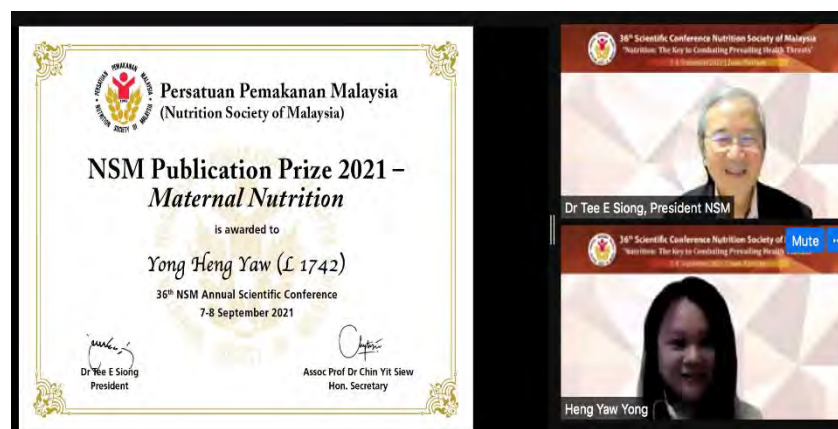 Persatuan Pemakanan Malaysia
(Nutrition Society of Malaysia)
NSM Publication Prize 2021 –
Maternal Nutrition
is awarded to
Yong Heng Yaw (L 1742)
36th NSM Annual Scientific Conference
7-8 September 2021
Dr Tee E Siong
President
Assoc Prof Dr Chin Yit Siew
Hon. Secretary
36th Scientific Conference Nutrition Society of Malaysia
"Nutrition: The Key to Combating Prevailing Health Threats"
Dr Tee E Siong, President NSM
36th Scientific Conference Nutrition Society of
Mute
"Nutrition: The Key to Combating Prevailing Health
Heng Yaw Yong